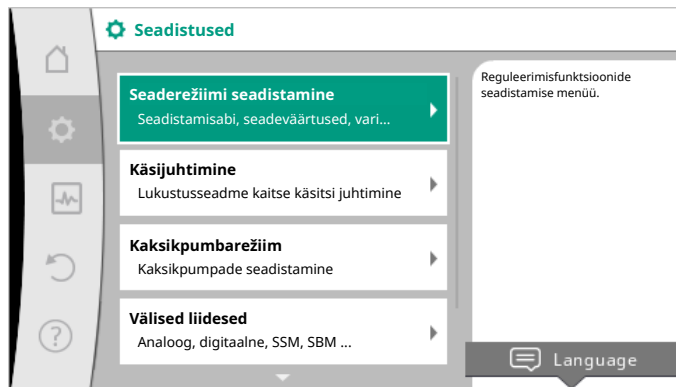 Seadistused
Seaderežiimi seadistamine
Seadistamisabi, seadeväärtused, vari...
Käsijuhtimine
Lukustusseadme kaitse käsitsi juhtimine
Kaksikpumbarežiim
Kaksikpumpade seadistamine
Välised liidesed
Analoog, digitaalne, SSM, SBM ...
Reguleerimisfunktsioonide
seadistamise menüü.
Language